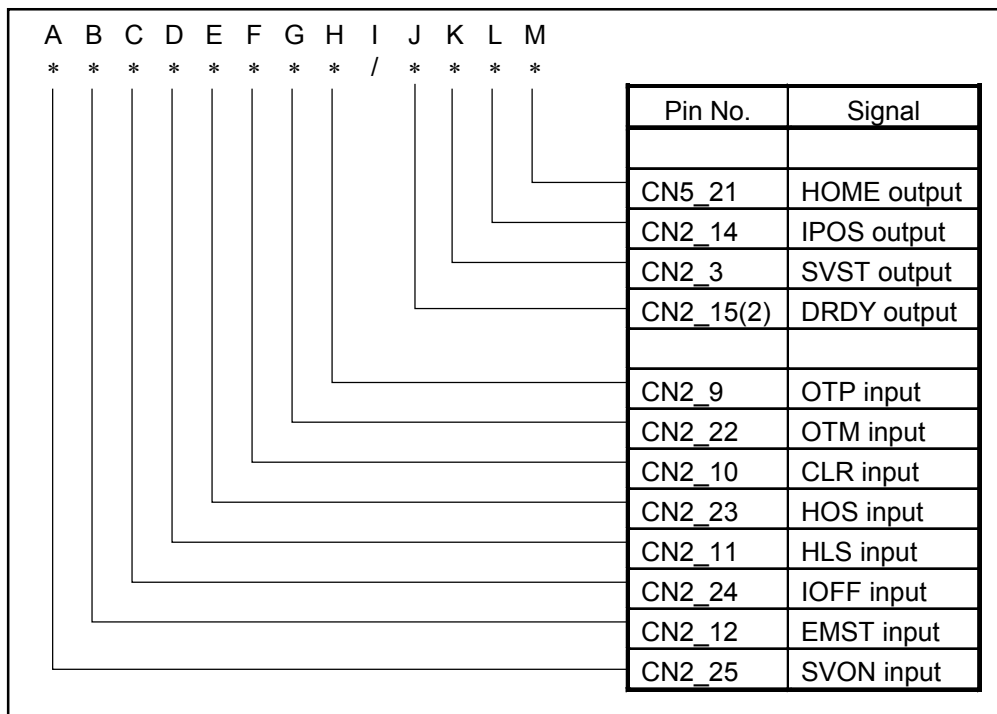 A B C D E F G H I J K L M
* * * * * * * * / * * * *
Pin No. Signal
CN5_21 HOME output
CN2_14 IPOS output
CN2_3 SVST output
CN2_15(2) DRDY output
CN2_9 OTP input
CN2_22 OTM input
CN2_10 CLR input
CN2_23 HOS input
CN2_11 HLS input
CN2_24 IOFF input
CN2_12 EMST input
CN2_25 SVON input